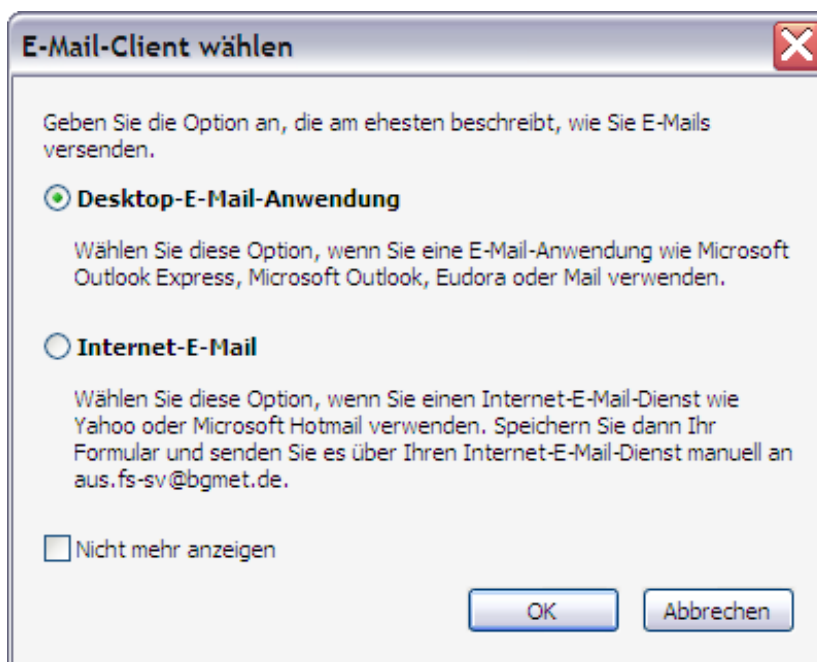 E-Mail-Client wählen
Geben Sie die Option an, die am ehesten beschreibt, wie Sie E-Mails
versenden.
Desktop-E-Mail-Anwendung
Wählen Sie diese Option, wenn Sie eine E-Mail-Anwendung wie Microsoft
Outlook Express, Microsoft Outlook, Eudora oder Mail verwenden.
Internet-E-Mail
Wählen Sie diese Option, wenn Sie einen Internet-E-Mail-Dienst wie
Yahoo oder Microsoft Hotmail verwenden. Speichern Sie dann Ihr
Formular und senden Sie es über Ihren Internet-E-Mail-Dienst manuell an
aus.fs-sv@bgmet.de.
Nicht mehr anzeigen
OK
Abbrechen